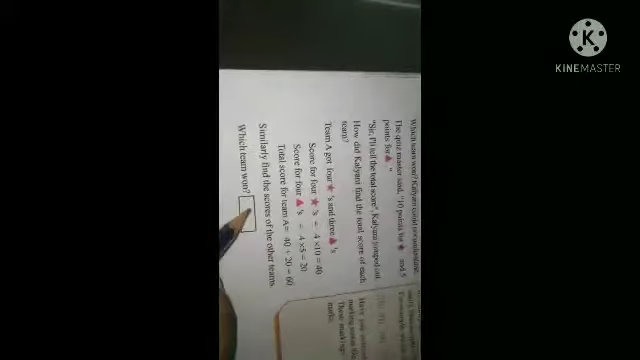 KINEMASTER
Which team won? Kalyani could not understand.
The quiz master said, "10 points for ★ and 5
points for ▲."
"Sir, I'll tell the total score", Kalyani jumped out.
How did Kalyani find the total score of each
team?
Team A got four ★'s and three ▲'s
Score for four ★'s = 4 ×10 = 40
Score for four ▲'s = 4 ×5 = 20
Total score for team A = 40 + 20 = 60
Similarly find the scores of the other teams
Which team won?
Have you